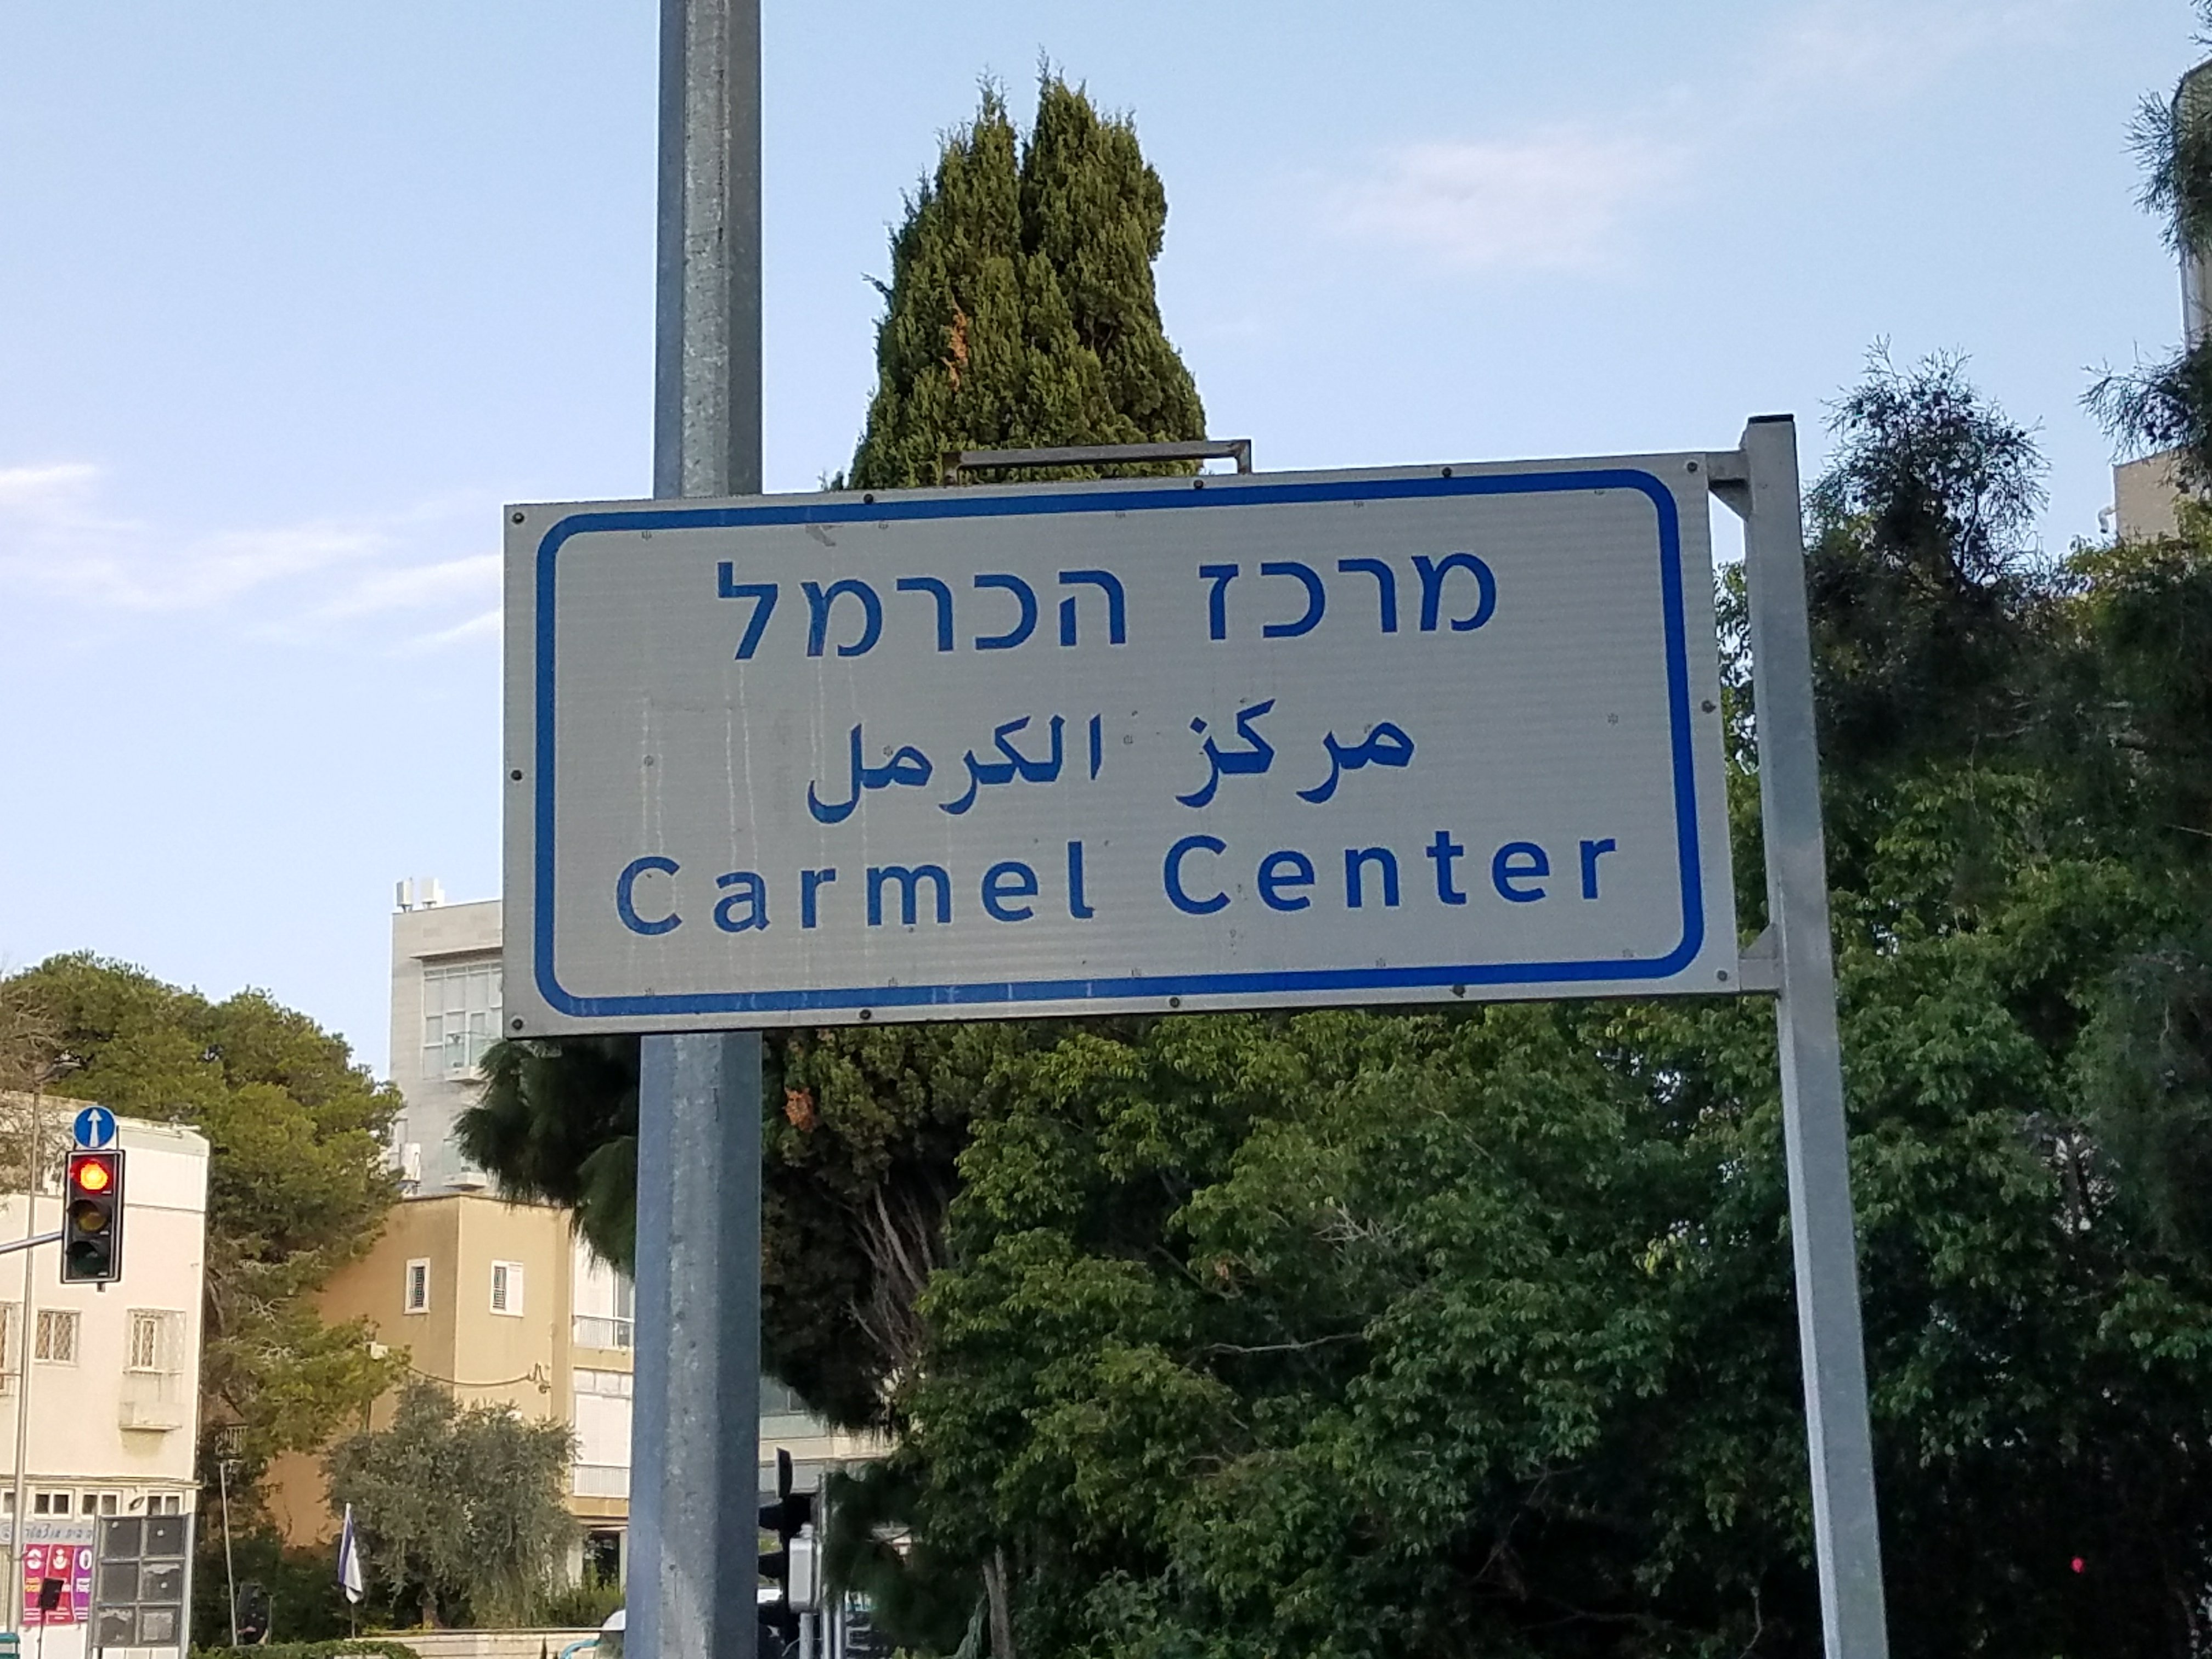 מרכז הכרמל
مركز الكرمل
Carmel Center